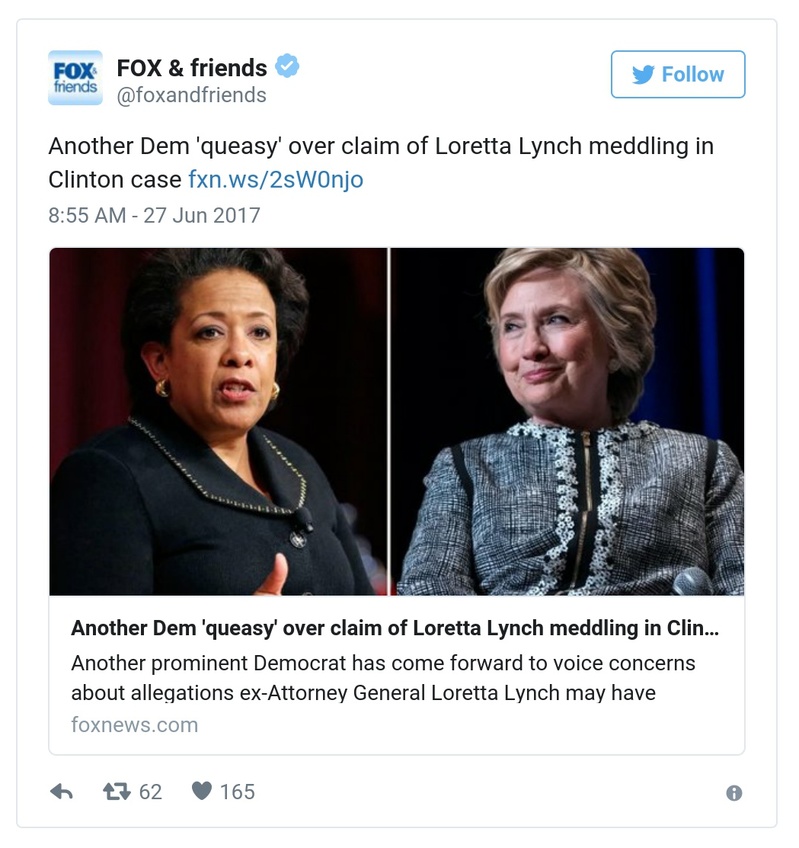 FOX&
friends
FOX & friends
@foxandfriends
Follow
Another Dem 'queasy' over claim of Loretta Lynch meddling in
Clinton case fxn.ws/2sW0njo
8:55 AM - 27 Jun 2017
Another Dem 'queasy' over claim of Loretta Lynch meddling in Clin...
Another prominent Democrat has come forward to voice concerns
about allegations ex-Attorney General Loretta Lynch may have
foxnews.com
62
165